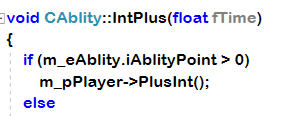 void CAblity::IntPlus(float fTime)
{
if (m_eAblity.iAblityPoint > 0)
m_pPlayer->PlusInt();
else